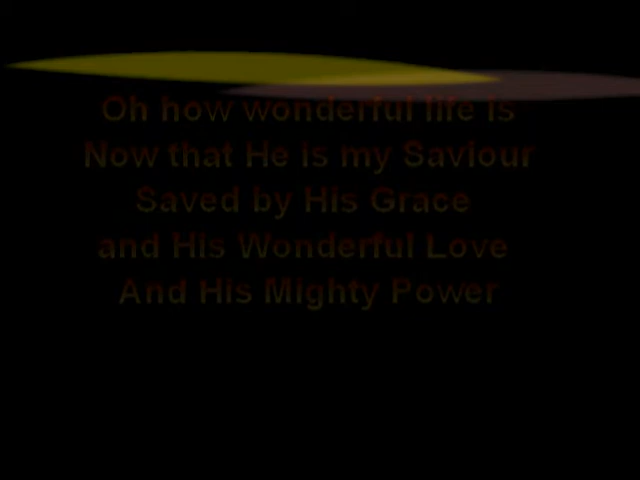 Oh how wonderful life is
Now that He is my Saviour
Saved by His Grace
and His Wonderful Love
And His Mighty Power